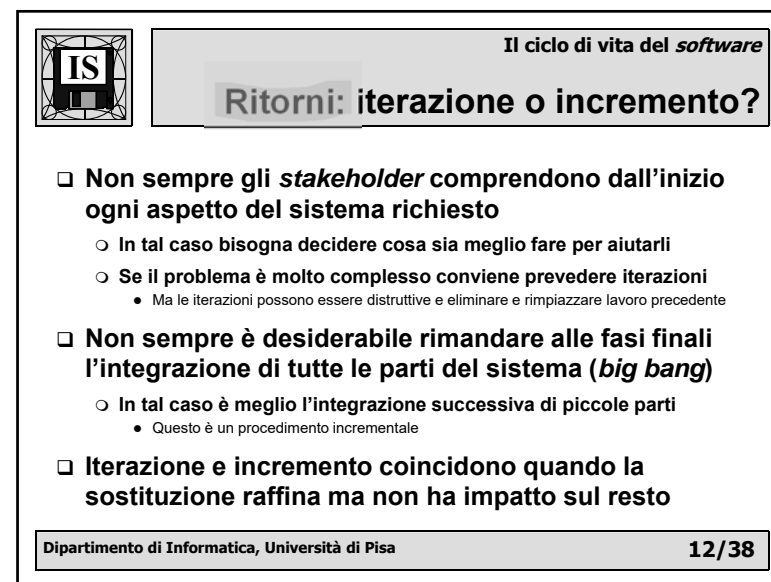 IS
Il ciclo di vita del software
Ritorni: iterazione o incremento?
❑ Non sempre gli stakeholder comprendono dall'inizio
ogni aspetto del sistema richiesto
❍ In tal caso bisogna decidere cosa sia meglio fare per aiutarli
❍ Se il problema è molto complesso conviene prevedere iterazioni
● Ma le iterazioni possono essere distruttive e eliminare e rimpiazzare lavoro precedente
❑ Non sempre è desiderabile rimandare alle fasi finali
l'integrazione di tutte le parti del sistema (big bang)
❍ In tal caso è meglio l'integrazione successiva di piccole parti
● Questo è un procedimento incrementale
❑ Iterazione e incremento coincidono quando la
sostituzione raffina ma non ha impatto sul resto
Dipartimento di Informatica, Università di Pisa
12/38